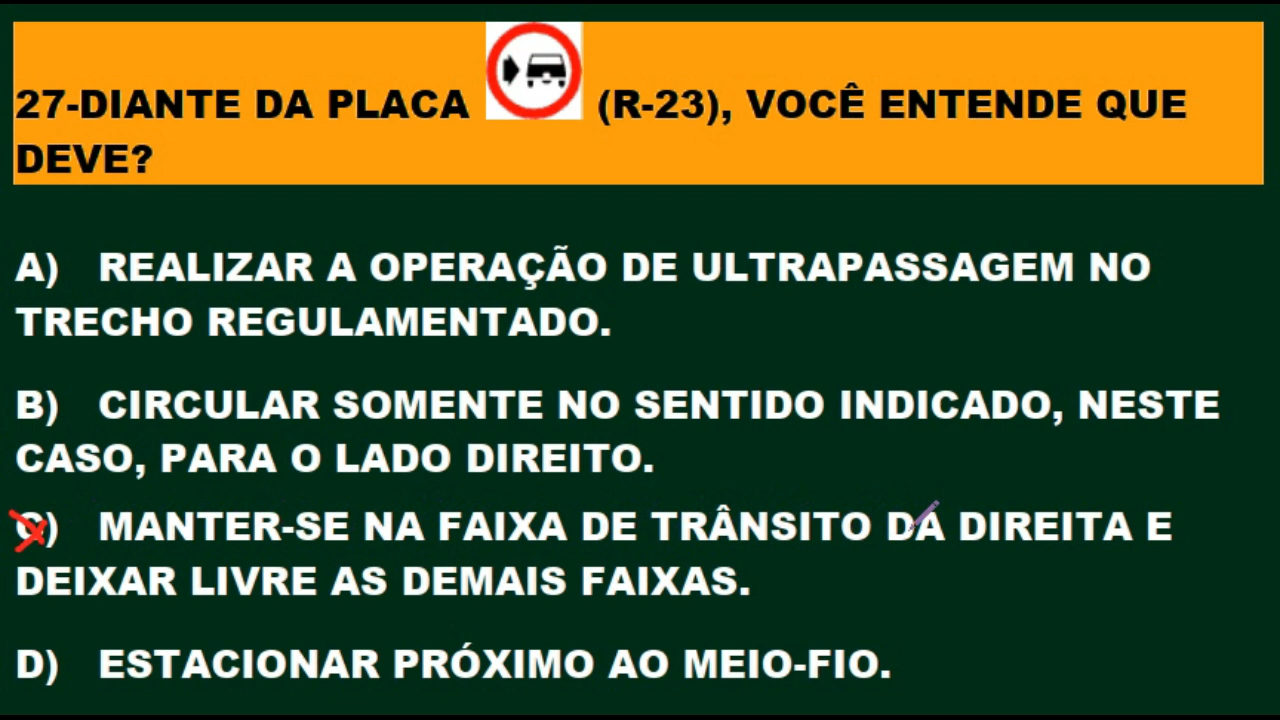 27-DIANTE DA PLACA (R-23), VOCÊ ENTENDE QUE
DEVE?
A) REALIZAR A OPERAÇÃO DE ULTRAPASSAGEM NO
TRECHO REGULAMENTADO.
B) CIRCULAR SOMENTE NO SENTIDO INDICADO, NESTE
CASO, PARA O LADO DIREITO.
C) MANTER-SE NA FAIXA DE TRÂNSITO DA DIREITA E
DEIXAR LIVRE AS DEMAIS FAIXAS.
D) ESTACIONAR PRÓXIMO AO MEIO-FIO.